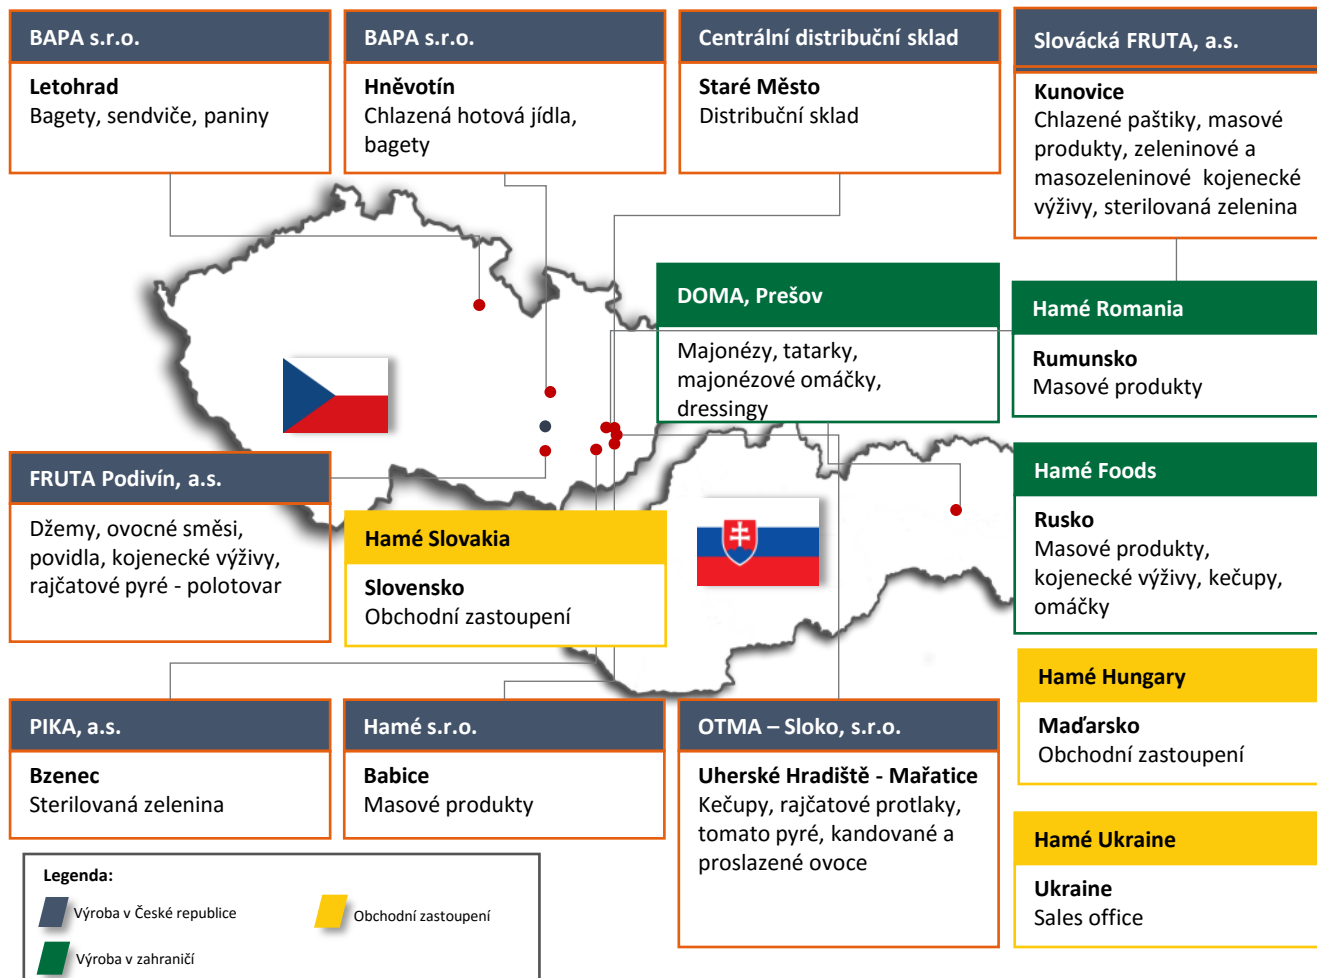 BAPA s.r.o.
Letohrad
Bagety, sendviče, paniny
BAPA s.r.o.
Hněvotín
Chlazená hotová jídla,
bagety
Centrální distribuční sklad
Staré Město
Distribuční sklad
Slovácká FRUTA, a.s.
Kunovice
Chlazené paštiky, masové
produkty, zeleninové a
masozeleninové kojenecké
výživy, sterilovaná zelenina
DOMA, Prešov
Majonézy, tatarky,
majonézové omáčky,
dressingy
Hamé Romania
Rumunsko
Masové produkty
FRUTA Podivín, a.s.
Džemy, ovocné směsi,
povidla, kojenecké výživy,
rajčatové pyré - polotovar
Hamé Slovakia
Slovensko
Obchodní zastoupení
Hamé Foods
Rusko
Masové produkty,
kojenecké výživy, kečupy,
omáčky
PIKA, a.s.
Bzenec
Sterilovaná zelenina
Hamé s.r.o.
Babice
Masové produkty
OTMA – Sloko, s.r.o.
Uherské Hradiště - Mařatice
Kečupy, rajčatové protlaky,
tomato pyré, kandované a
proslazené ovoce
Hamé Hungary
Maďarsko
Obchodní zastoupení
Hamé Ukraine
Ukraine
Sales office
Legenda:
Výroba v České republice
Obchodní zastoupení
Výroba v zahraničí